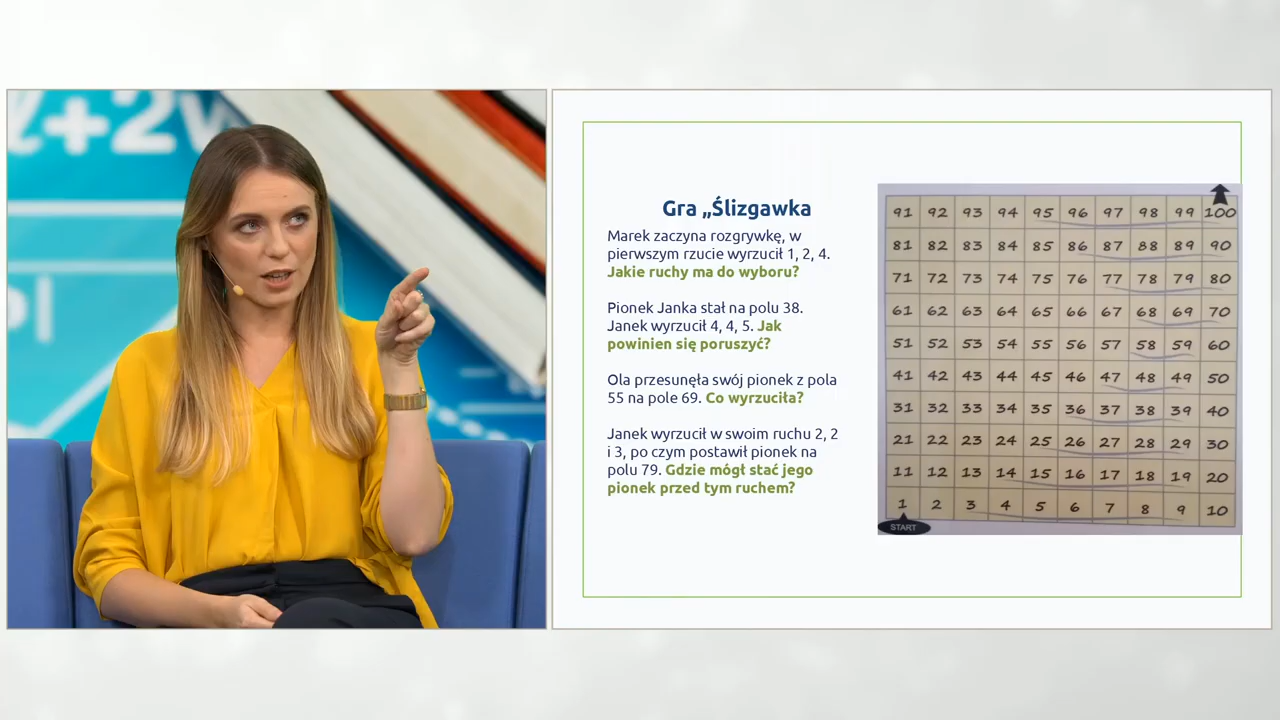 l+2w
Gra „Ślizgawka
Marek zaczyna rozgrywkę, w
pierwszym rzucie wyrzucił 1, 2, 4.
Jakie ruchy ma do wyboru?
Pionek Janka stał na polu 38.
Janek wyrzucił 4, 4, 5. Jak
powinien się poruszyć?
Ola przesunęła swój pionek z pola
55 na pole 69. Co wyrzuciła?
Janek wyrzucił w swoim ruchu 2, 2
i 3, po czym postawił pionek na
polu 79. Gdzie mógł stać jego
pionek przed tym ruchem?
91 92 93 94 95 96 97 98 99 100
81 82 83 84 85 86 87 88 89 90
71 72 73 74 75 76 77 78 79 80
61 62 63 64 65 66 67 68 69 70
51 52 53 54 55 56 57 58 59 60
41 42 43 44 45 46 47 48 49 50
31 32 33 34 35 36 37 38 39 40
21 22 23 24 25 26 27 28 29 30
11 12 13 14 15 16 17 18 19 20
1 2 3 4 5 6 7 8 9 10
START